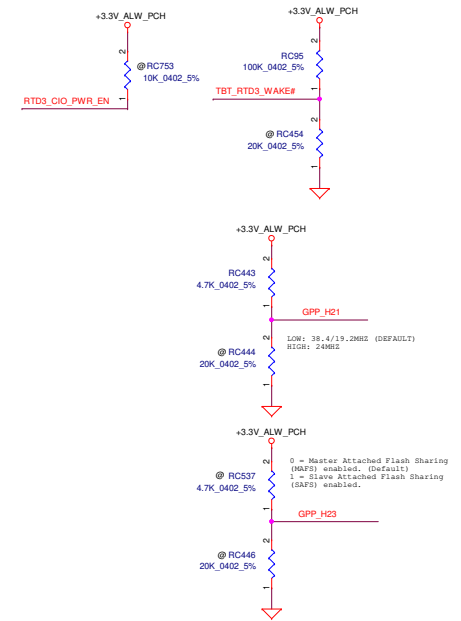 +3.3V_ALW_PCH
2
@ RC753
10K_0402_5%
1
RTD3_CIO_PWR_EN
+3.3V_ALW_PCH
2
RC95
100K_0402_5%
1
TBT_RTD3_WAKE#
2
@ RC454
20K_0402_5%
1
+3.3V_ALW_PCH
2
RC443
4.7K_0402_5%
1
GPP_H21
LOW: 38.4/19.2MHZ (DEFAULT)
HIGH: 24MHZ
2
@ RC444
20K_0402_5%
1
+3.3V_ALW_PCH
2
@ RC537
4.7K_0402_5%
1
0 = Master Attached Flash Sharing
(MAFS) enabled. (Default)
1 = Slave Attached Flash Sharing
(SAFS) enabled.
GPP_H23
2
@ RC446
20K_0402_5%
1